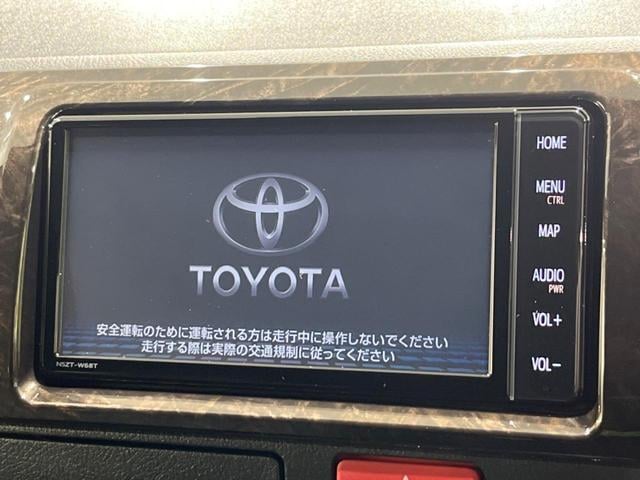 HOME
MENU
CTRL
MAP
AUDIO
PWR
VOL+
VOL−
TOYOTA
安全運転のために運転される方は走行中に操作しないでください
走行する際は実際の交通規制に従ってください
NSZT-W68T